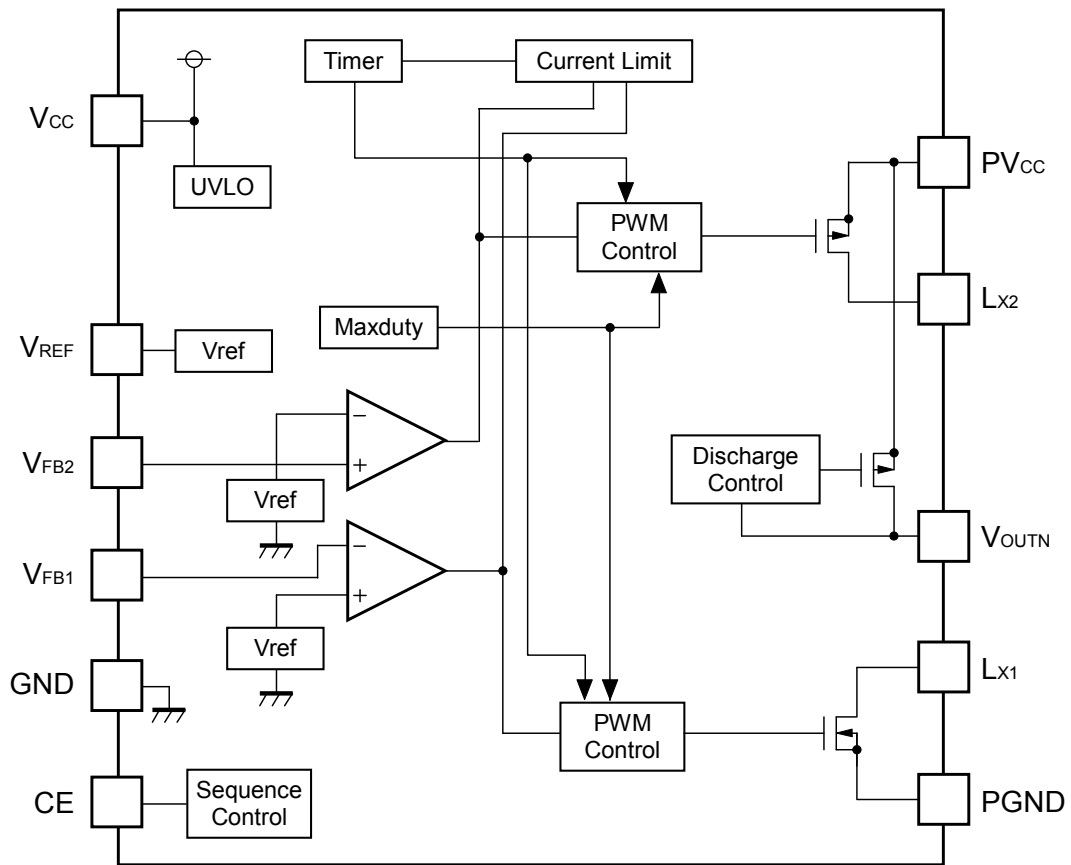 Timer
Current Limit
VCC
UVLO
PVCC
PWM
Control
LX2
Maxduty
VREF
Vref
−
VFB2
+
Discharge
Control
Vref
VOUTN
VFB1
−
+
Vref
LX1
GND
PWM
Control
CE
Sequence
Control
PGND